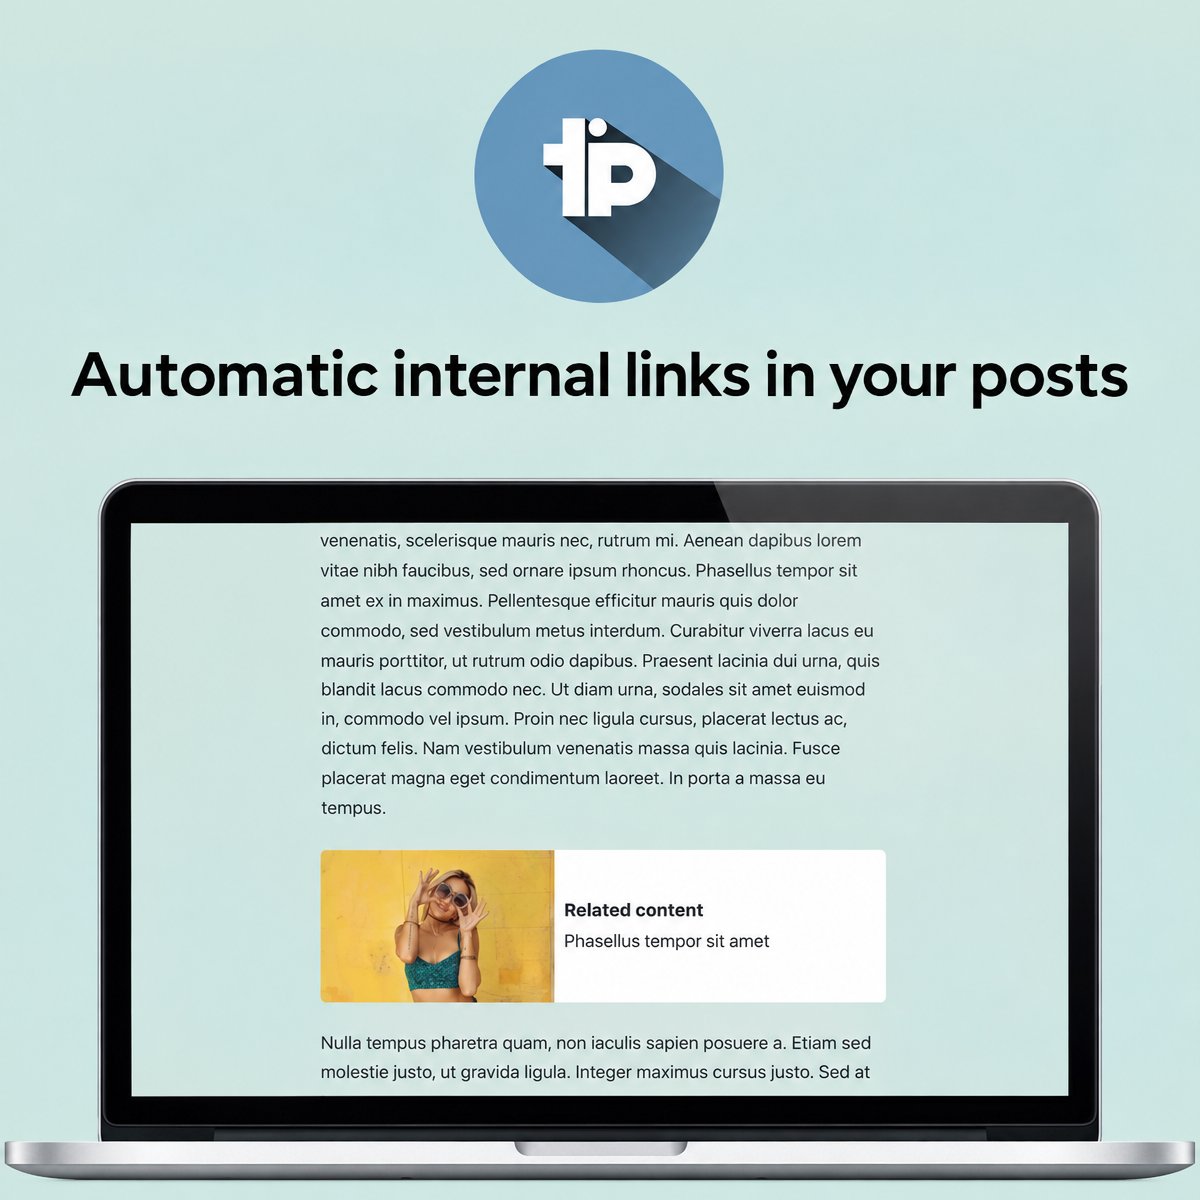 tip
Automatic internal links in your posts
venenatis, scelerisque mauris nec, rutrum mi. Aenean dapibus lorem
vitae nibh faucibus, sed ornare ipsum rhoncus. Phasellus tempor sit
amet ex in maximus. Pellentesque efficitur mauris quis dolor
commodo, sed vestibulum metus interdum. Curabitur viverra lacus eu
mauris porttitor, ut rutrum odio dapibus. Praesent lacinia dui urna, quis
blandit lacus commodo nec. Ut diam urna, sodales sit amet euismod
in, commodo vel ipsum. Proin nec ligula cursus, placerat lectus ac,
dictum felis. Nam vestibulum venenatis massa quis lacinia. Fusce
placerat magna eget condimentum laoreet. In porta a massa eu
tempus.
Related content
Phasellus tempor sit amet
Nulla tempus pharetra quam, non iaculis sapien posuere a. Etiam sed
molestie justo, ut gravida ligula. Integer maximus cursus justo. Sed at